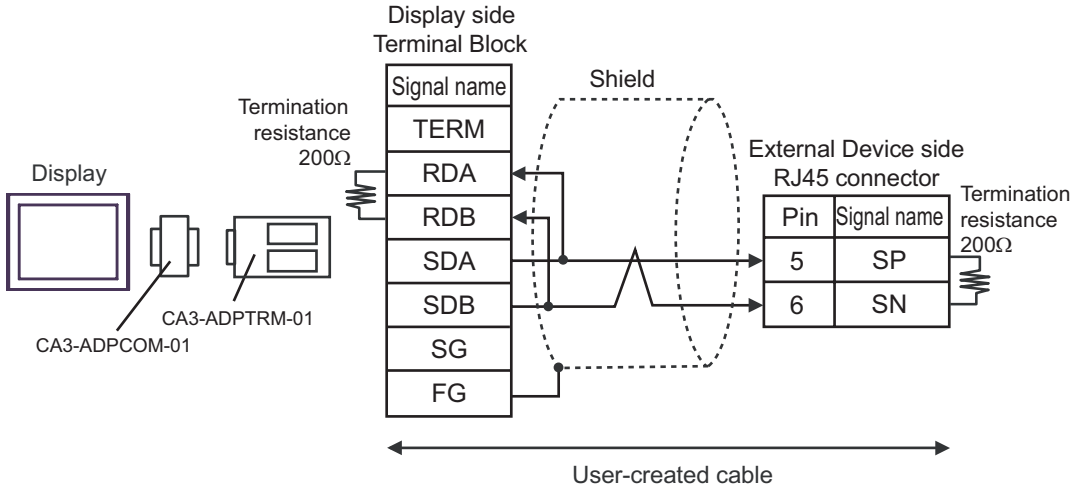 Display side
Terminal Block
Signal name
TERM
RDA
RDB
SDA
SDB
SG
FG
Termination
resistance
200Ω
Shield
External Device side
RJ45 connector
Pin Signal name
5 SP
6 SN
Termination
resistance
200Ω
Display
CA3-ADPTRM-01
CA3-ADPCOM-01
User-created cable